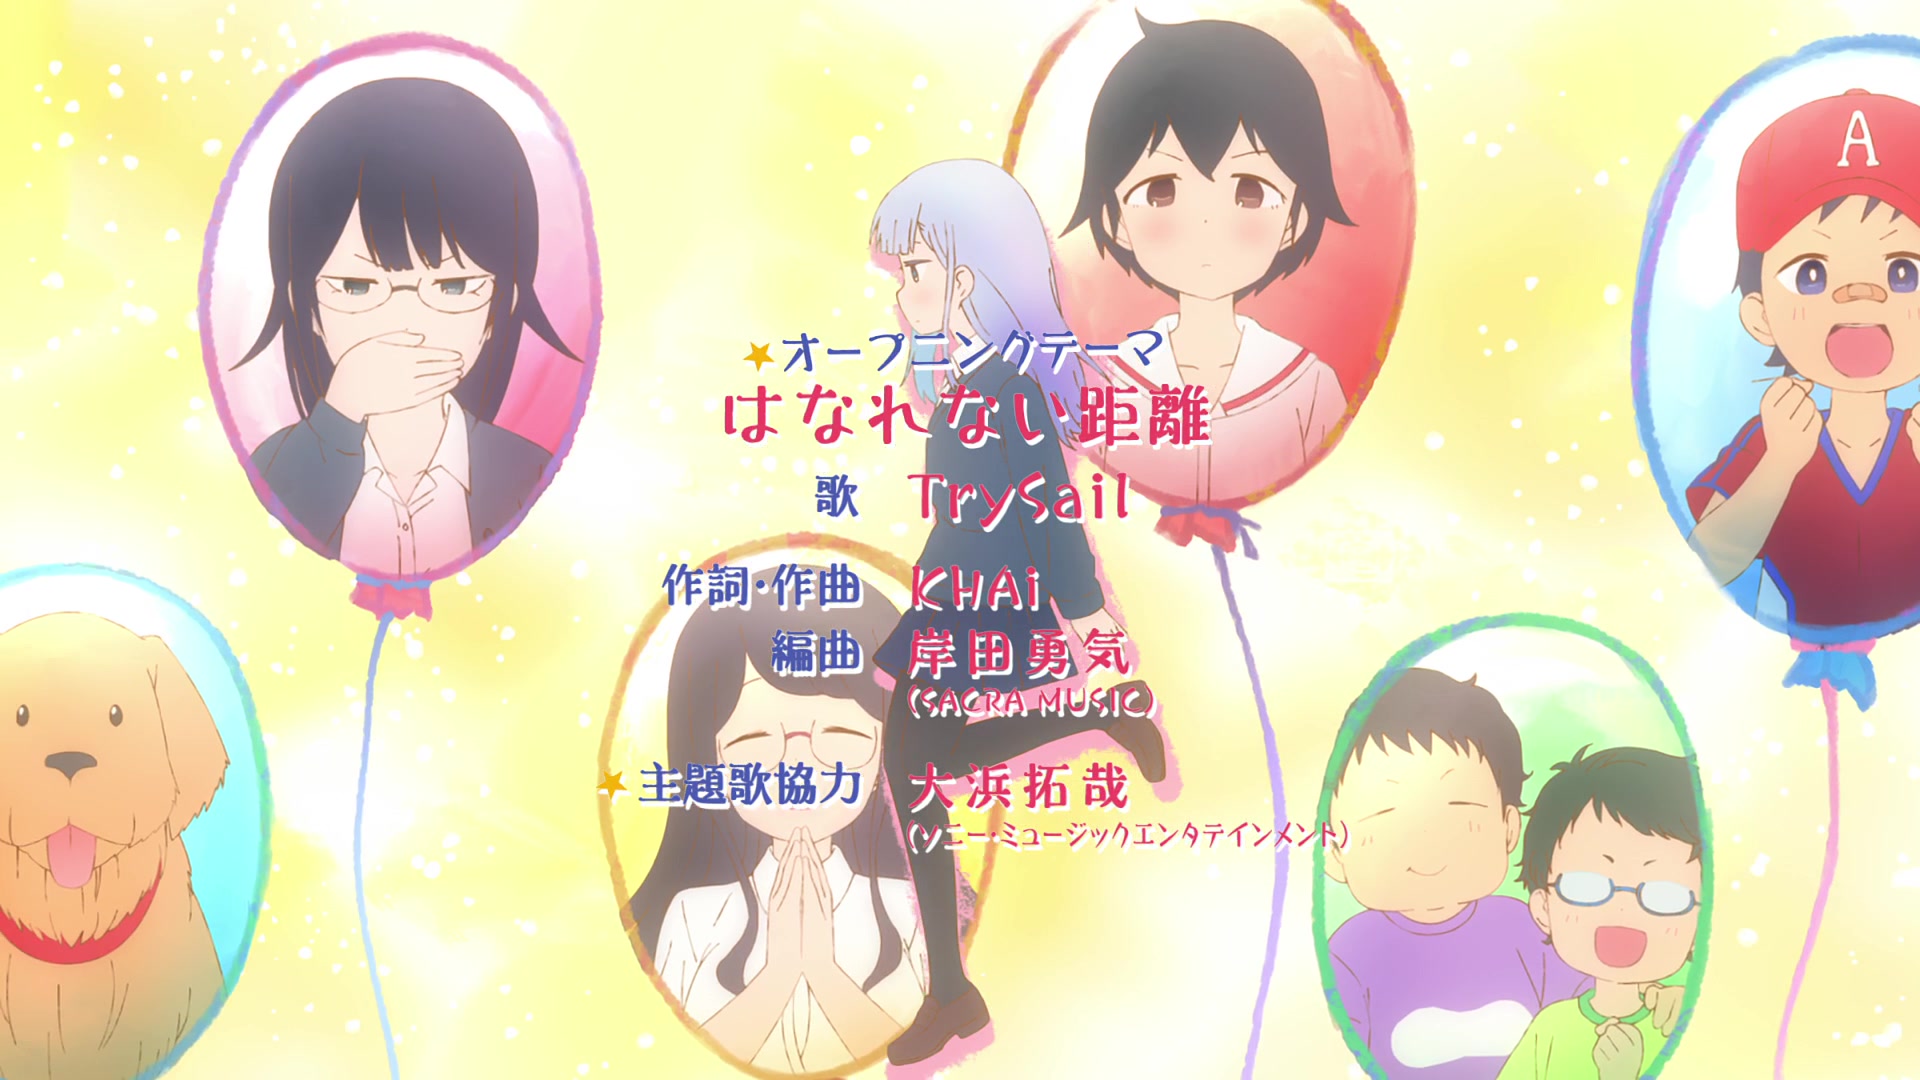 A
★オープニングテーマ
はなれない距離
歌 TrySail
作詞・作曲 KHAi
編曲 岸田勇気
(SACRA MUSIC)
★主題歌協力 大浜拓哉
(ソニー・ミュージックエンタテインメント)